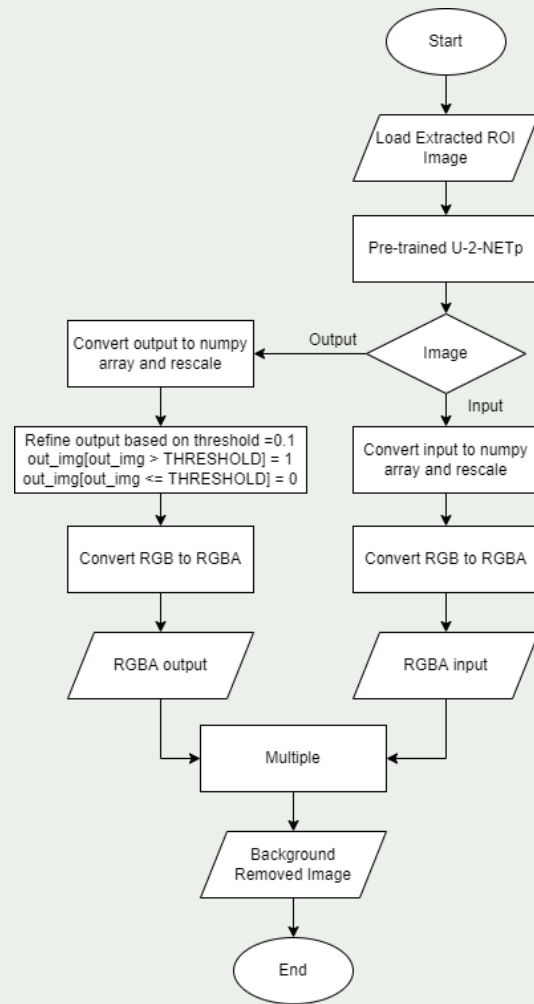 Start
Load Extracted ROI
Image
Pre-trained U-2-NETp
Image
Output
Input
Convert output to numpy
array and rescale
Refine output based on threshold =0.1
out_img[out_img > THRESHOLD] = 1
out_img[out_img <= THRESHOLD] = 0
Convert RGB to RGBA
RGBA output
Convert input to numpy
array and rescale
Convert RGB to RGBA
RGBA input
Multiple
Background
Removed Image
End